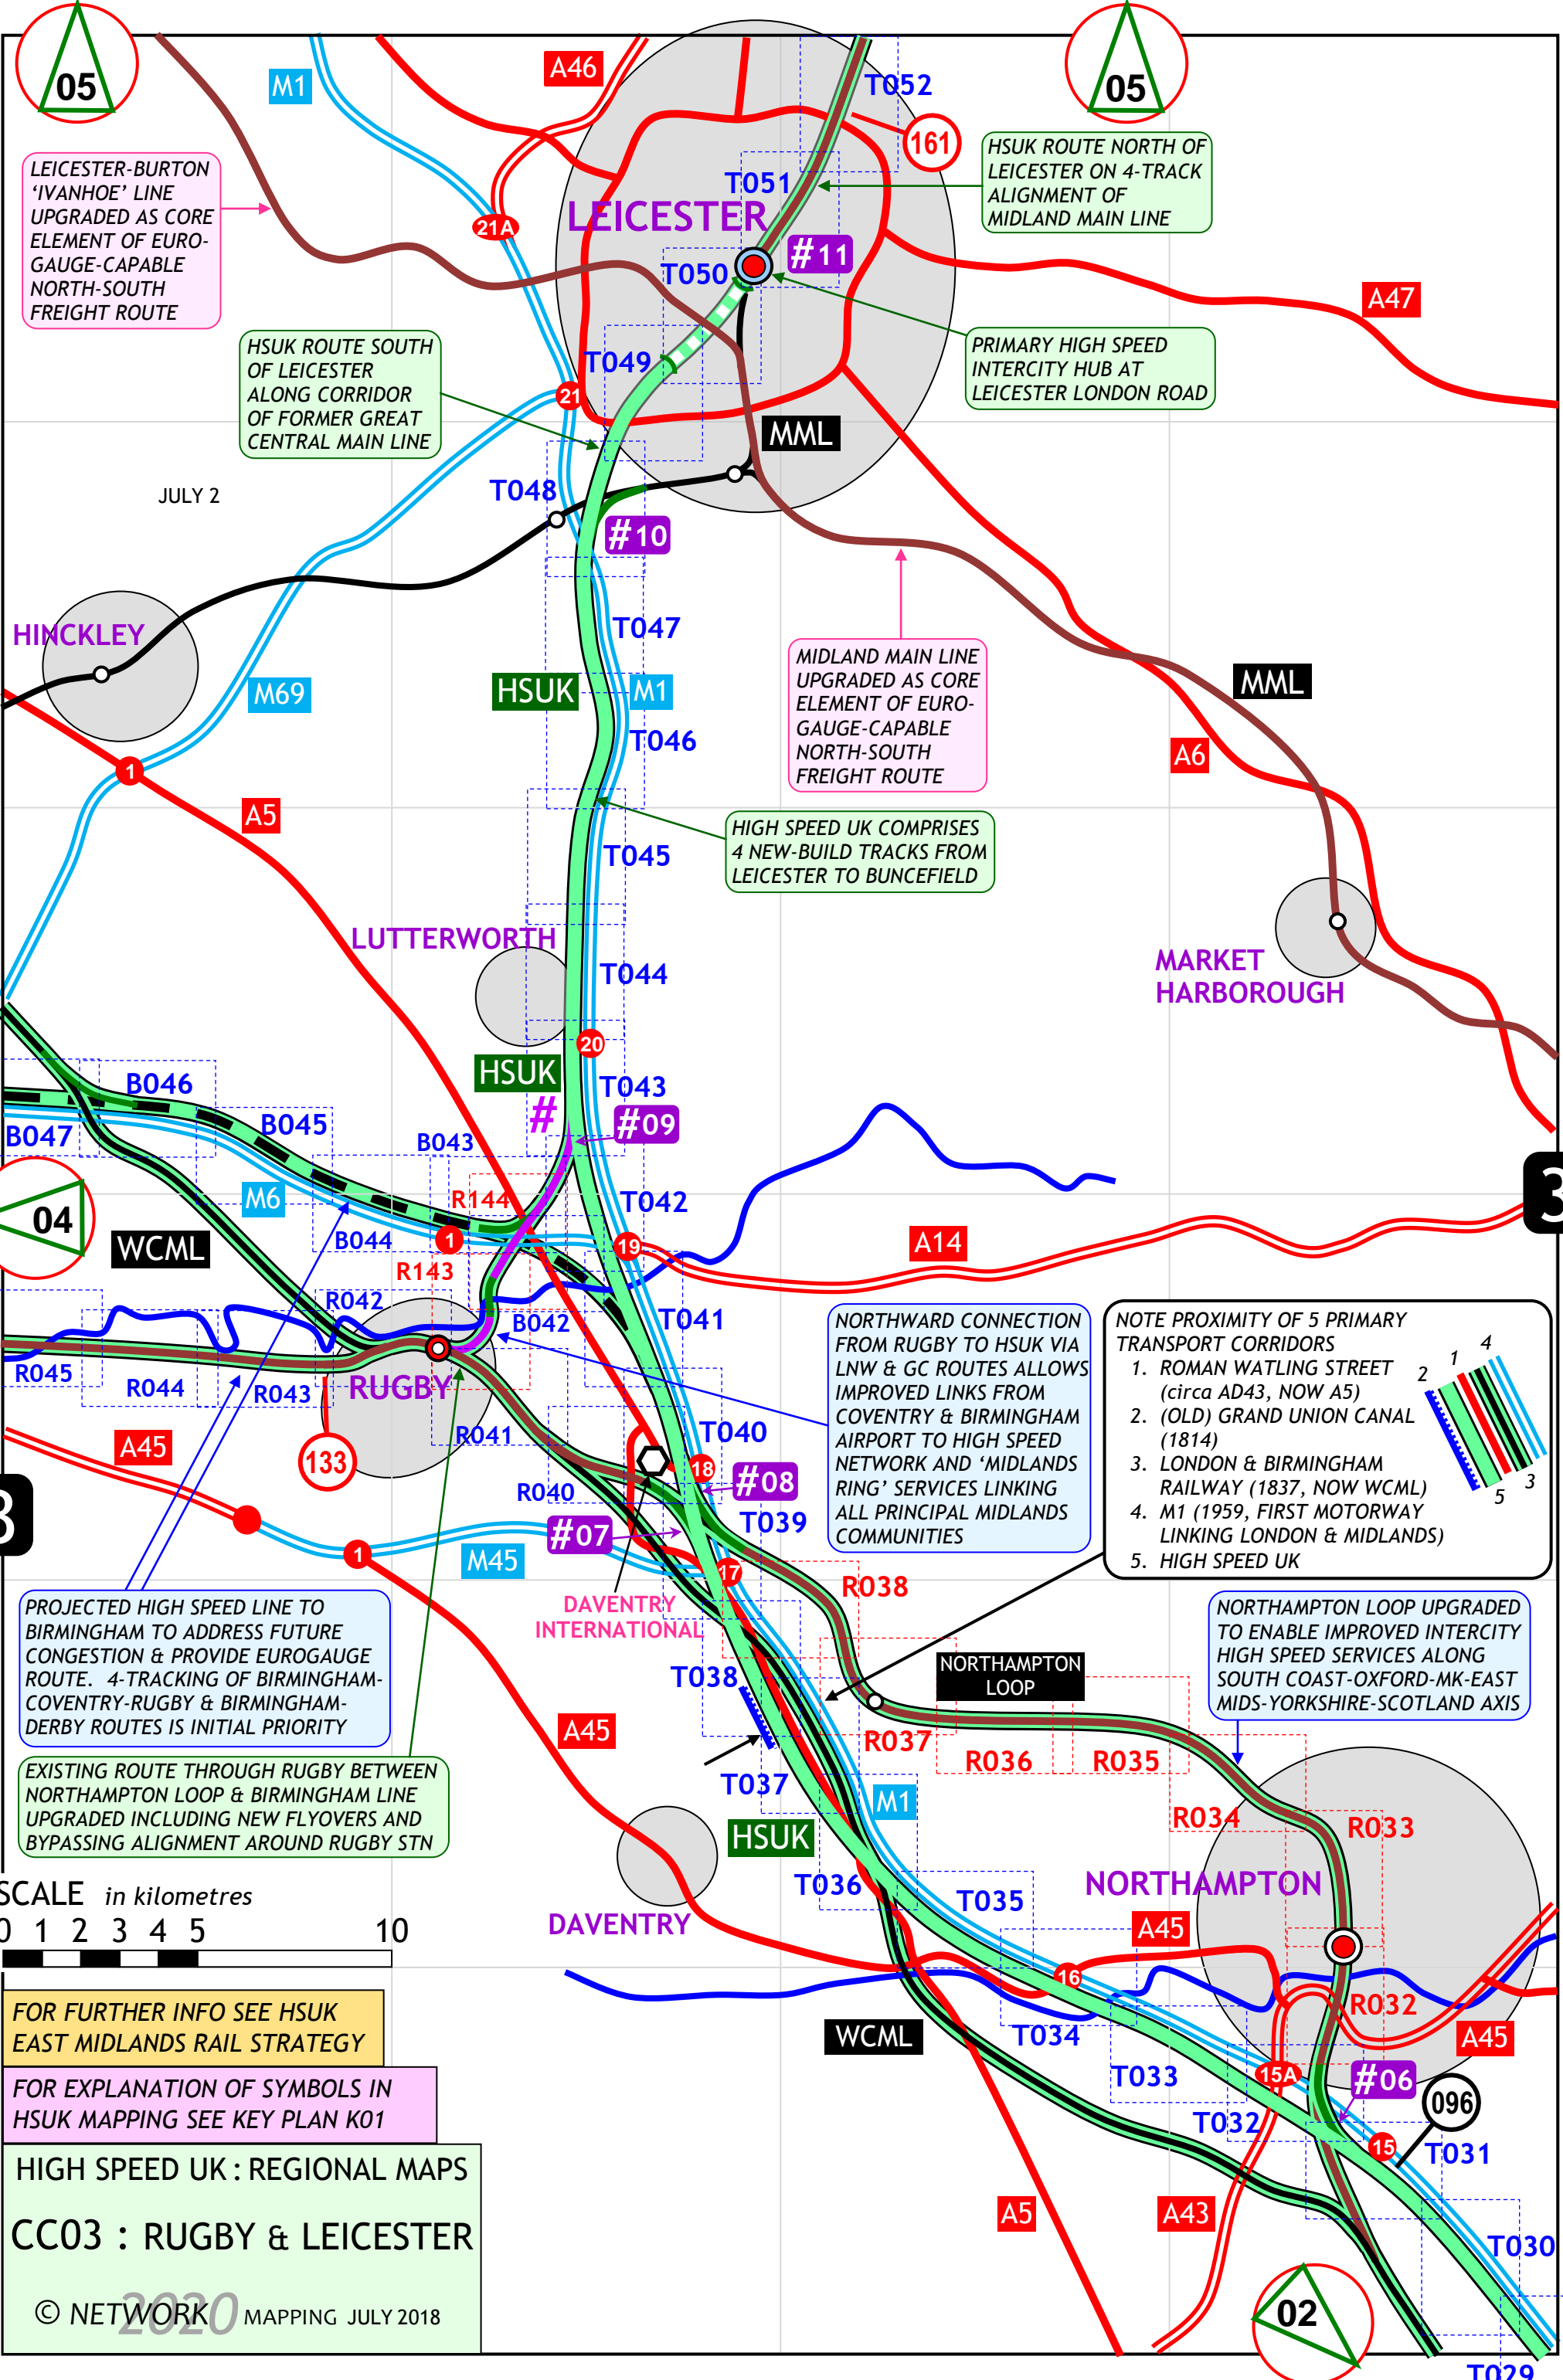 05
05
M1
A46
T052
161
LEICESTER-BURTON
‘IVANHOE’ LINE
UPGRADED AS CORE
ELEMENT OF EURO-
GAUGE-CAPABLE
NORTH-SOUTH
FREIGHT ROUTE
HSUK ROUTE NORTH OF
LEICESTER ON 4-TRACK
ALIGNMENT OF
MIDLAND MAIN LINE
T051
LEICESTER
21A
#11
T050
A47
HSUK ROUTE SOUTH
OF LEICESTER
ALONG CORRIDOR
OF FORMER GREAT
CENTRAL MAIN LINE
T049
PRIMARY HIGH SPEED
INTERCITY HUB AT
LEICESTER LONDON ROAD
21
MML
JULY 2
T048
#10
HINCKLEY
T047
MIDLAND MAIN LINE
UPGRADED AS CORE
ELEMENT OF EURO-
GAUGE-CAPABLE
NORTH-SOUTH
FREIGHT ROUTE
MML
M69
HSUK
M1
T046
A6
1
A5
HIGH SPEED UK COMPRISES
4 NEW-BUILD TRACKS FROM
LEICESTER TO BUNCEFIELD
T045
LUTTERWORTH
T044
MARKET
HARBOROUGH
20
HSUK
T043
B046
B047
B045
#
#09
B043
04
M6
R144
T042
3
WCML
B044
1
19
A14
R143
R042
B042
T041
NORTHWARD CONNECTION
FROM RUGBY TO HSUK VIA
LNW & GC ROUTES ALLOWS
IMPROVED LINKS FROM
COVENTRY & BIRMINGHAM
AIRPORT TO HIGH SPEED
NETWORK AND ‘MIDLANDS
RING’ SERVICES LINKING
ALL PRINCIPAL MIDLANDS
COMMUNITIES
NOTE PROXIMITY OF 5 PRIMARY
TRANSPORT CORRIDORS
1. ROMAN WATLING STREET
(circa AD43, NOW A5)
2. (OLD) GRAND UNION CANAL
(1814)
3. LONDON & BIRMINGHAM
RAILWAY (1837, NOW WCML)
4. M1 (1959, FIRST MOTORWAY
LINKING LONDON & MIDLANDS)
5. HIGH SPEED UK
4
1
2
3
5
R045
R044
R043
RUGBY
R041
T040
A45
133
18
#08
R040
T039
#07
1
M45
17
R038
DAVENTRY
INTERNATIONAL
PROJECTED HIGH SPEED LINE TO
BIRMINGHAM TO ADDRESS FUTURE
CONGESTION & PROVIDE EUROGAUGE
ROUTE. 4-TRACKING OF BIRMINGHAM-
COVENTRY-RUGBY & BIRMINGHAM-
DERBY ROUTES IS INITIAL PRIORITY
NORTHAMPTON LOOP UPGRADED
TO ENABLE IMPROVED INTERCITY
HIGH SPEED SERVICES ALONG
SOUTH COAST-OXFORD-MK-EAST
MIDS-YORKSHIRE-SCOTLAND AXIS
T038
NORTHAMPTON
LOOP
A45
R037
R036
R035
EXISTING ROUTE THROUGH RUGBY BETWEEN
NORTHAMPTON LOOP & BIRMINGHAM LINE
UPGRADED INCLUDING NEW FLYOVERS AND
BYPASSING ALIGNMENT AROUND RUGBY STN
T037
M1
R034
R033
HSUK
T036
NORTHAMPTON
SCALE in kilometres
0 1 2 3 4 5 10
T035
DAVENTRY
A45
16
R032
WCML
T034
A45
FOR FURTHER INFO SEE HSUK
EAST MIDLANDS RAIL STRATEGY
T033
15A
#06
FOR EXPLANATION OF SYMBOLS IN
HSUK MAPPING SEE KEY PLAN K01
T032
096
15
T031
HIGH SPEED UK : REGIONAL MAPS
CC03 : RUGBY & LEICESTER
A5
A43
T030
© NETWORK 2020 MAPPING JULY 2018
02
T029